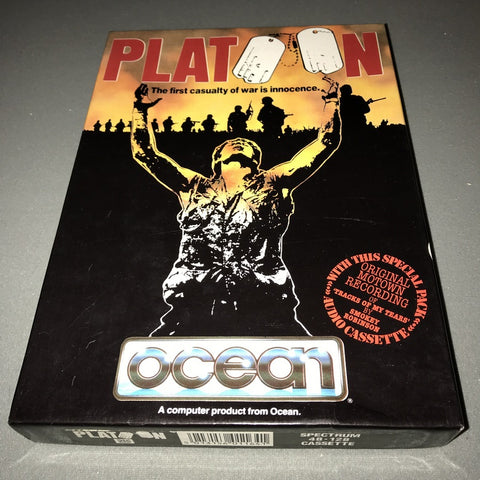 PLATOON
The first casualty of war is innocence.
WITH THIS SPECIAL PACK
ORIGINAL
MOTOWN
RECORDING
OF
'TRACKS OF MY TEARS'
BY
SMOKEY
ROBINSON
AUDIO CASSETTE
ocean
®
A computer product from Ocean.
PLATOON
SPECTRUM
48-128
CASSETTE